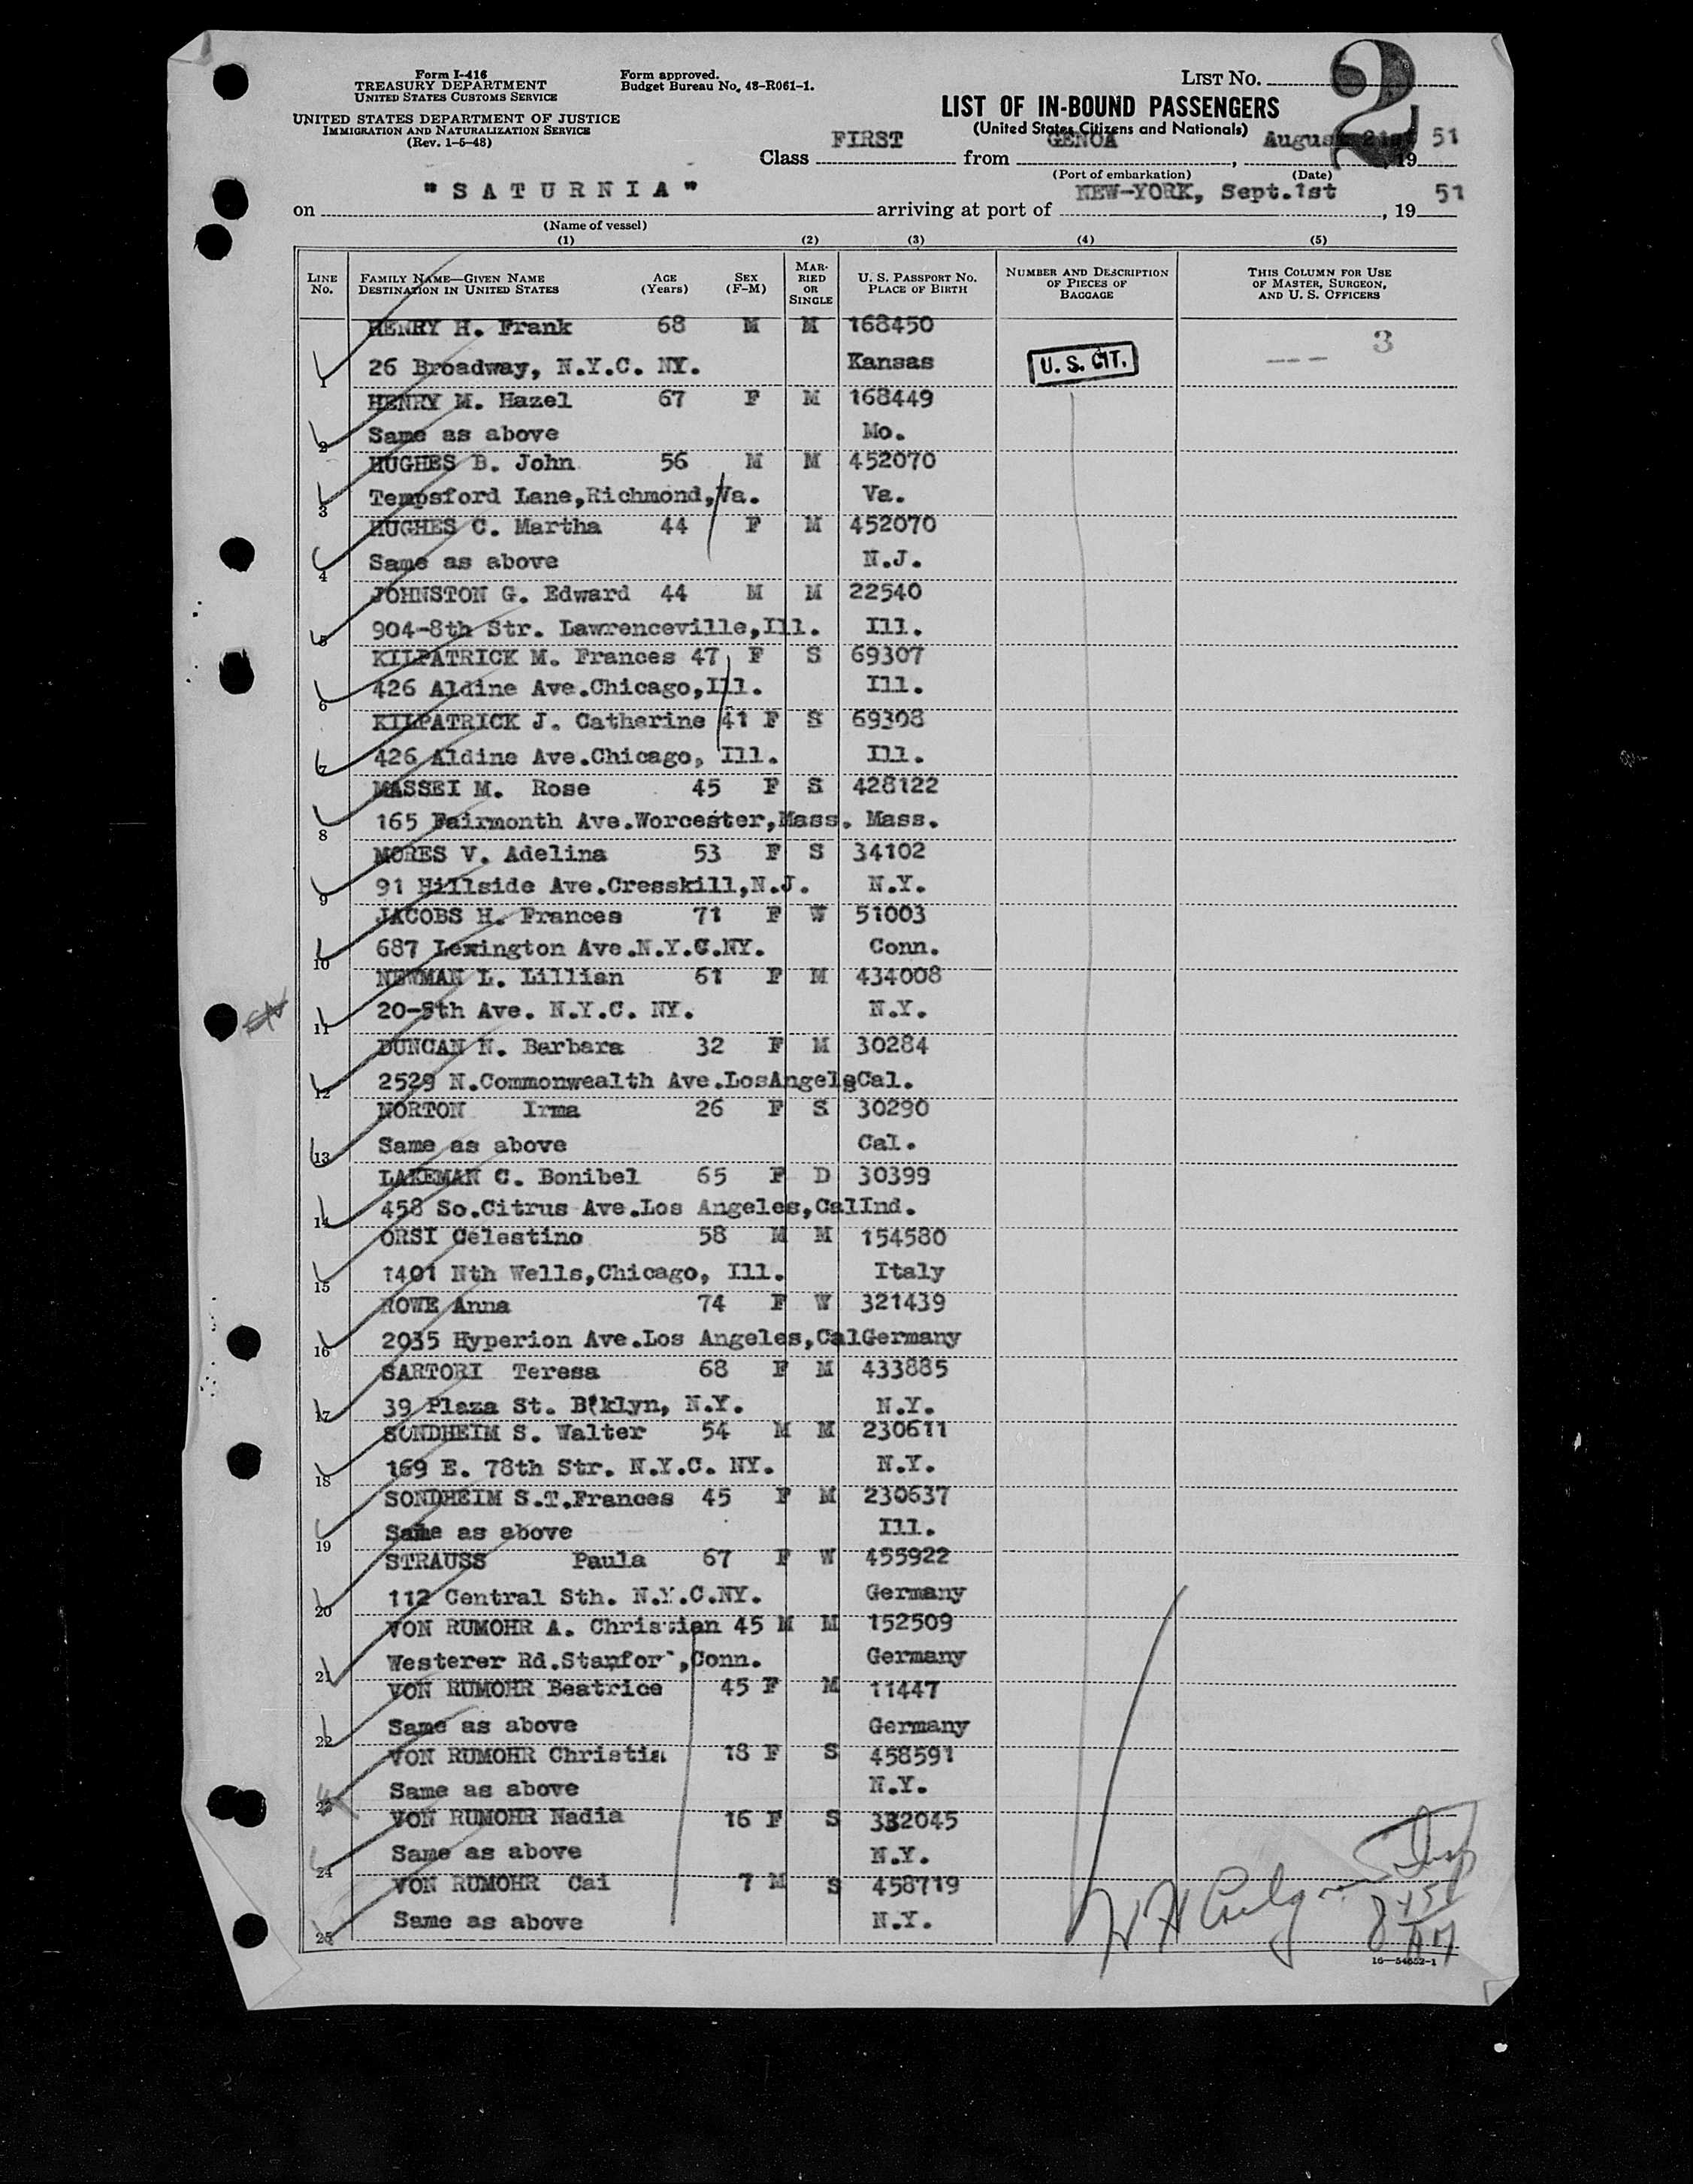 Form I-416
TREASURY DEPARTMENT
UNITED STATES CUSTOMS SERVICE
UNITED STATES DEPARTMENT OF JUSTICE
IMMIGRATION AND NATURALIZATION SERVICE
(Rev. 1-5-48)
Form approved.
Budget Bureau No. 43-R061-1.
LIST NO. 2
LIST OF IN-BOUND PASSENGERS
(United States Citizens and Nationals)
Class FIRST from GENOA, August 21st, 19 51
(Port of embarkation) (Date)
on "SATURNIA" arriving at port of NEW-YORK, Sept.1st, 19 51
(Name of vessel)
(1) (2) (3) (4) (5)
LINE NO. FAMILY NAME—GIVEN NAME DESTINATION IN UNITED STATES AGE (Years) SEX (F-M) MARRIED OR SINGLE U. S. PASSPORT NO. PLACE OF BIRTH NUMBER AND DESCRIPTION OF PIECES OF BAGGAGE THIS COLUMN FOR USE OF MASTER, SURGEON, AND U. S. OFFICERS
HENRY H. Frank 68 M M 168450 3
1 26 Broadway, N.Y.C. NY. Kansas U. S. CIT. --- -
HENRY M. Hazel 67 F M 168449
2 Same as above Mo.
HUGHES B. John 56 M M 452070
3 Tempsford Lane,Richmond,Va. Va.
HUGHES C. Martha 44 F M 452070
4 Same as above N.J.
JOHNSTON G. Edward 44 M M 22540
5 904-8th Str. Lawrenceville,Ill. Ill.
KILPATRICK M. Frances 47 F S 69307
6 426 Aldine Ave.Chicago,Ill. Ill.
KILPATRICK J. Catherine 41 F S 69308
7 426 Aldine Ave.Chicago, Ill. Ill.
MASSEI M. Rose 45 F S 428122
8 165 Fairmonth Ave.Worcester,Mass. Mass.
MORES V. Adelina 53 F S 34102
9 91 Hillside Ave.Cresskill,N.J. N.Y.
JACOBS H. Frances 71 F W 51003
10 687 Lexington Ave.N.Y.C.NY. Conn.
NEWMAN L. Lillian 61 F M 434008
11 20-5th Ave. N.Y.C. NY. N.Y.
DUNCAN N. Barbara 32 F M 30284
12 2529 N.Commonwealth Ave.LosAngelsCal.
NORTON Irma 26 F S 30290
13 Same as above Cal.
LAKEMAN C. Bonibel 65 F D 30399
14 458 So.Citrus Ave.Los Angeles,CalInd.
ORSI Celestino 58 M M 154580
15 1401 Nth Wells,Chicago, Ill. Italy
ROWE Anna 74 F W 321439
16 2035 Hyperion Ave.Los Angeles,CalGermany
SARTORI Teresa 68 F M 433885
17 39 Plaza St. B'klyn, N.Y. N.Y.
SONDHEIM S. Walter 54 M M 230611
18 169 E. 78th Str. N.Y.C. NY. N.Y.
SONDHEIM S.T.Frances 45 F M 230637
19 Same as above Ill.
STRAUSS Paula 67 F W 455922
20 112 Central Sth. N.Y.C.NY. Germany
VON RUMOHR A. Christian 45 M M 152509
21 Westerer Rd.Stamfor ,Conn. Germany
VON RUMOHR Beatrice 45 F M 11447
22 Same as above Germany
VON RUMOHR Christia 18 F S 458591
23 Same as above N.Y.
VON RUMOHR Nadia 16 F S 332045
24 Same as above N.Y.
VON RUMOHR Cai 7 M S 458719
25 Same as above N.Y.
16—54652-1